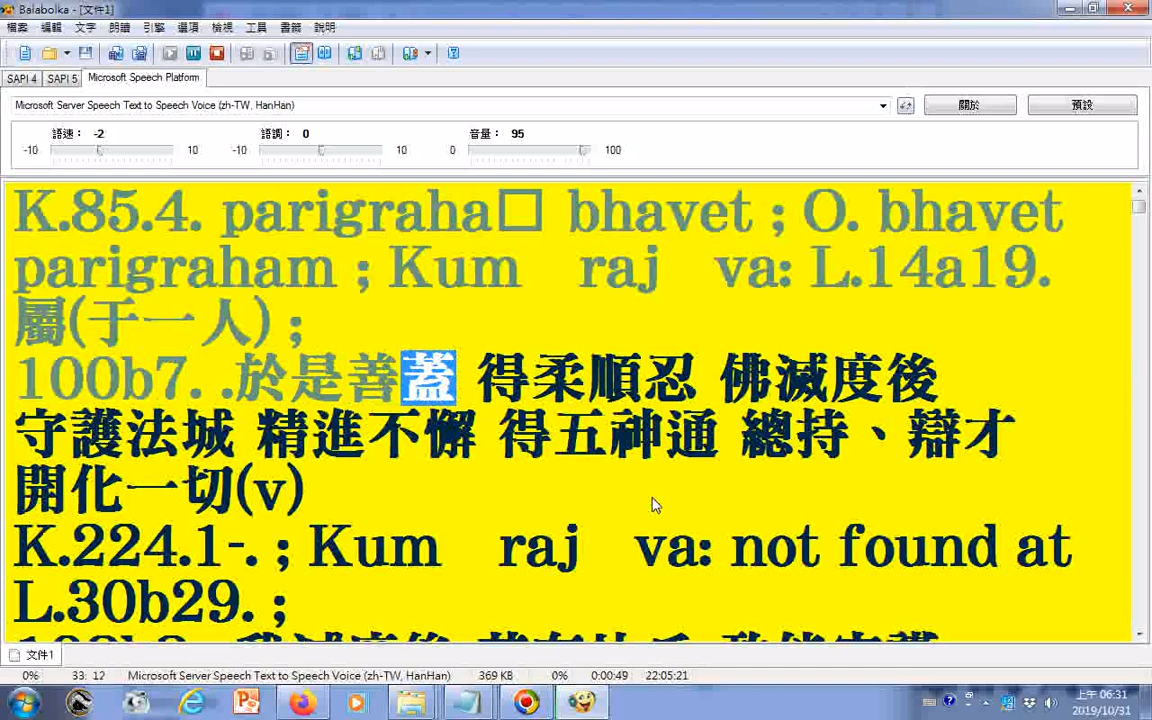 Balabolka - [文件1]
檔案 編輯 文字 朗讀 引擎 選項 檢視 工具 書籤 說明
SAPI 4 SAPI 5 Microsoft Speech Platform
Microsoft Server Speech Text to Speech Voice (zh-TW, HanHan) 關於 預設
語速： -2 語調： 0 音量： 95
-10 10 -10 10 0 100
K.85.4. parigraha□ bhavet ; O. bhavet
parigraham ; Kum raj va: L.14a19.
屬(于一人) ;
100b7. .於是善蓋 得柔順忍 佛滅度後
守護法城 精進不懈 得五神通 總持、辯才
開化一切(v)
K.224.1-. ; Kum raj va: not found at
L.30b29. ;
文件1
0% 33: 12 Microsoft Server Speech Text to Speech Voice (zh-TW, HanHan) 369 KB 0% 0:00:49 22:05:21
上午 06:31
2019/10/31